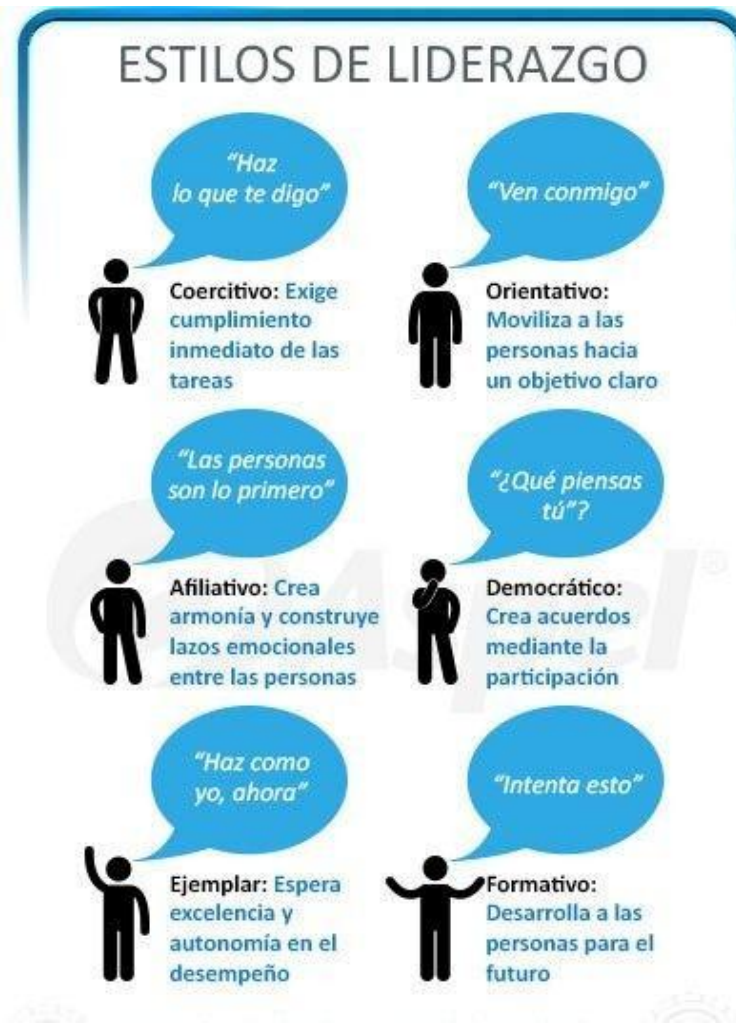 ESTILOS DE LIDERAZGO
“Haz
lo que te digo”
Coercitivo: Exige
cumplimiento
inmediato de las
tareas
“Ven conmigo”
Orientativo:
Moviliza a las
personas hacia
un objetivo claro
“Las personas
son lo primero”
Afiliativo: Crea
armonía y construye
lazos emocionales
entre las personas
“¿Qué piensas
tú”?
Democrático:
Crea acuerdos
mediante la
participación
“Haz como
yo, ahora”
Ejemplar: Espera
excelencia y
autonomía en el
desempeño
“Intenta esto”
Formativo:
Desarrolla a las
personas para el
futuro
Aspel®